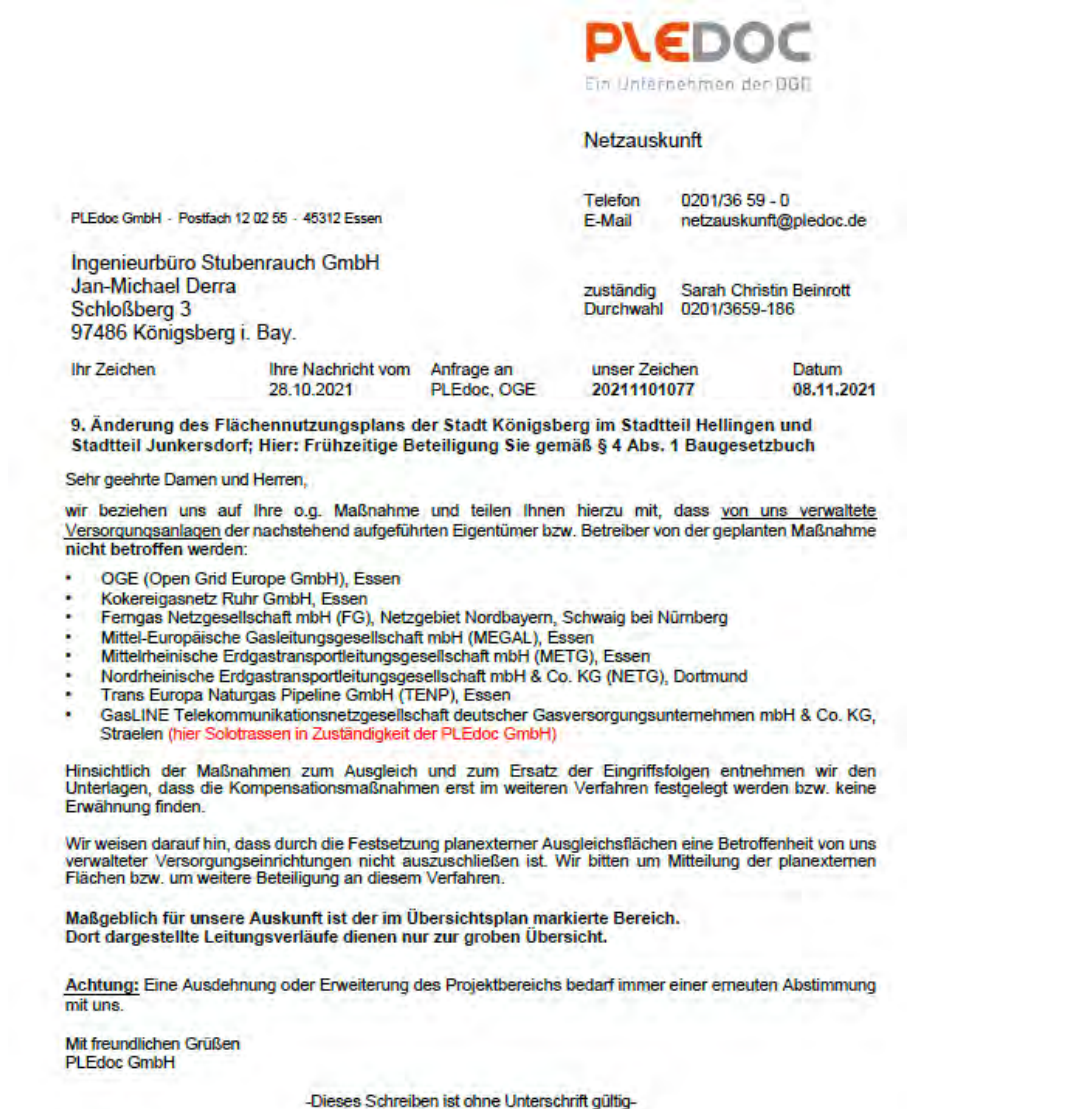 PLEDOC
Ein Unternehmen der OGE
Netzauskunft
Telefon 0201/36 59 - 0
E-Mail netzauskunft@pledoc.de
PLEdoc GmbH - Postfach 12 02 55 - 45312 Essen
Ingenieurbüro Stubenrauch GmbH
Jan-Michael Derra
Schloßberg 3
97486 Königsberg i. Bay.
zuständig Sarah Christin Beinrott
Durchwahl 0201/3659-186
Ihr Zeichen Ihre Nachricht vom Anfrage an unser Zeichen Datum
28.10.2021 PLEdoc, OGE 20211101077 08.11.2021
9. Änderung des Flächennutzungsplans der Stadt Königsberg im Stadtteil Hellingen und
Stadtteil Junkersdorf; Hier: Frühzeitige Beteiligung Sie gemäß § 4 Abs. 1 Baugesetzbuch
Sehr geehrte Damen und Herren,
wir beziehen uns auf Ihre o.g. Maßnahme und teilen Ihnen hierzu mit, dass von uns verwaltete
Versorgungsanlagen der nachstehend aufgeführten Eigentümer bzw. Betreiber von der geplanten Maßnahme
nicht betroffen werden:
• OGE (Open Grid Europe GmbH), Essen
• Kokereigasnetz Ruhr GmbH, Essen
• Ferngas Netzgesellschaft mbH (FG), Netzgebiet Nordbayern, Schwaig bei Nürnberg
• Mittel-Europäische Gasleitungsgesellschaft mbH (MEGAL), Essen
• Mittelrheinische Erdgastransportleitungsgesellschaft mbH (METG), Essen
• Nordrheinische Erdgastransportleitungsgesellschaft mbH & Co. KG (NETG), Dortmund
• Trans Europa Naturgas Pipeline GmbH (TENP), Essen
• GasLINE Telekommunikationsnetzgesellschaft deutscher Gasversorgungsunternehmen mbH & Co. KG,
Straelen (hier Solotrassen in Zuständigkeit der PLEdoc GmbH)
Hinsichtlich der Maßnahmen zum Ausgleich und zum Ersatz der Eingriffsfolgen entnehmen wir den
Unterlagen, dass die Kompensationsmaßnahmen erst im weiteren Verfahren festgelegt werden bzw. keine
Erwähnung finden.
Wir weisen darauf hin, dass durch die Festsetzung planexterner Ausgleichsflächen eine Betroffenheit von uns
verwalteter Versorgungseinrichtungen nicht auszuschließen ist. Wir bitten um Mitteilung der planexternen
Flächen bzw. um weitere Beteiligung an diesem Verfahren.
Maßgeblich für unsere Auskunft ist der im Übersichtsplan markierte Bereich.
Dort dargestellte Leitungsverläufe dienen nur zur groben Übersicht.
Achtung: Eine Ausdehnung oder Erweiterung des Projektbereichs bedarf immer einer erneuten Abstimmung
mit uns.
Mit freundlichen Grüßen
PLEdoc GmbH
-Dieses Schreiben ist ohne Unterschrift gültig-